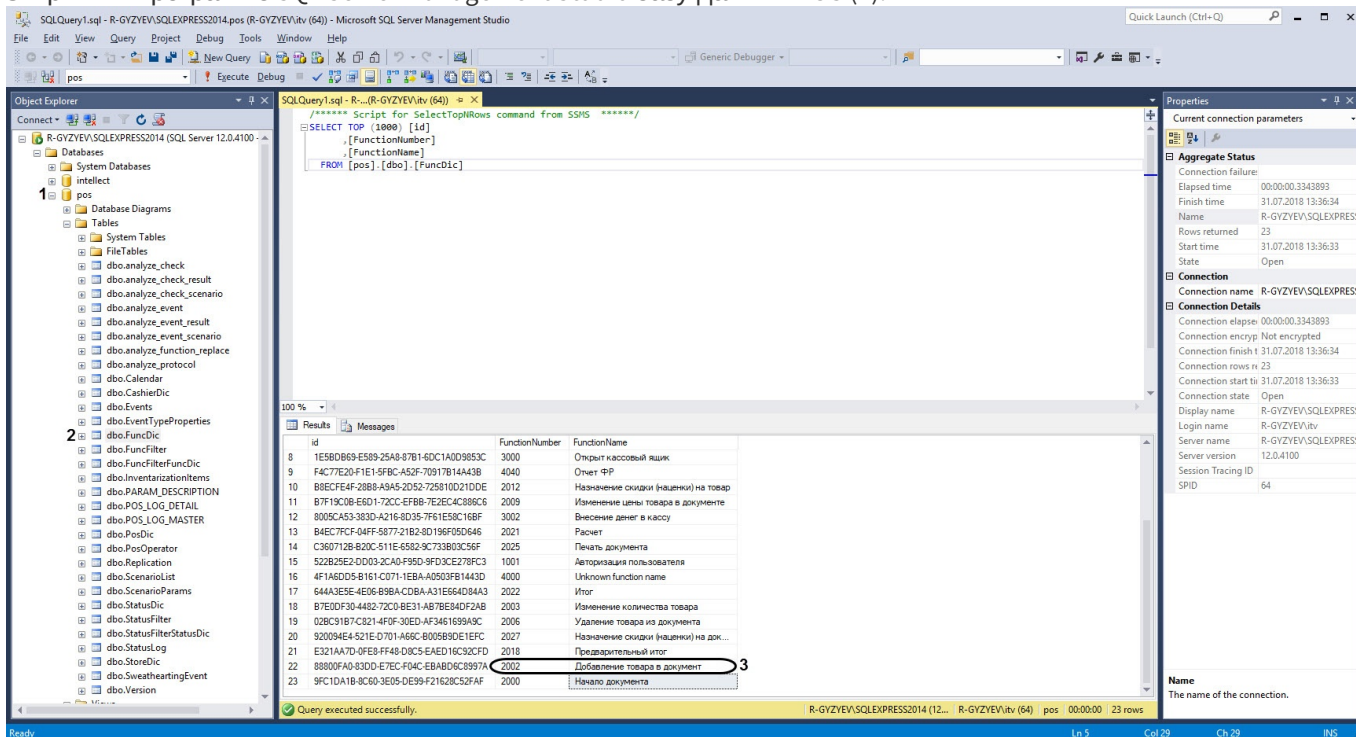 SQLQuery1.sql - R-GYZYEV\SQLEXPRESS2014.pos (R-GYZYEV\itv (64)) - Microsoft SQL Server Management Studio
Quick Launch (Ctrl+Q)
File Edit View Query Project Debug Tools Window Help
New Query
Generic Debugger
pos
Execute Debug
Object Explorer
Connect
R-GYZYEV\SQLEXPRESS2014 (SQL Server 12.0.4100 -
Databases
System Databases
intellect
1 pos
Database Diagrams
Tables
System Tables
FileTables
dbo.analyze_check
dbo.analyze_check_result
dbo.analyze_check_scenario
dbo.analyze_event
dbo.analyze_event_result
dbo.analyze_event_scenario
dbo.analyze_function_replace
dbo.analyze_protocol
dbo.Calendar
dbo.CashierDic
dbo.Events
dbo.EventTypeProperties
2 dbo.FuncDic
dbo.FuncFilter
dbo.FuncFilterFuncDic
dbo.InventarizationItems
dbo.PARAM_DESCRIPTION
dbo.POS_LOG_DETAIL
dbo.POS_LOG_MASTER
dbo.PosDic
dbo.PosOperator
dbo.Replication
dbo.ScenarioList
dbo.ScenarioParams
dbo.StatusDic
dbo.StatusFilter
dbo.StatusFilterStatusDic
dbo.StatusLog
dbo.StoreDic
dbo.SweatheartingEvent
dbo.Version
SQLQuery1.sql - R-...(R-GYZYEV\itv (64))
/****** Script for SelectTopNRows command from SSMS ******/
SELECT TOP (1000) [id]
,[FunctionNumber]
,[FunctionName]
FROM [pos].[dbo].[FuncDic]
100 %
Results Messages
id FunctionNumber FunctionName
8 1E5BDB69-E589-25A8-87B1-6DC1A0D9853C 3000 Открыт кассовый ящик
9 F4C77E20-F1E1-5FBC-A52F-70917B14A43B 4040 Отчет ФР
10 B8ECFE4F-28B8-A9A5-2D52-725810D21DDE 2012 Назначение скидки (наценки) на товар
11 B7F19C0B-E6D1-72CC-EFBB-7E2EC4C886C6 2009 Изменение цены товара в документе
12 8005CA53-383D-A216-8D35-7F61E58C16BF 3002 Внесение денег в кассу
13 B4EC7FCF-04FF-5877-21B2-8D196F05D646 2021 Расчет
14 C360712B-B20C-511E-6582-9C733B03C56F 2025 Печать документа
15 522B25E2-DD03-2CA0-F95D-9FD3CE278FC3 1001 Авторизация пользователя
16 4F1A6DD5-B161-C071-1EBA-A0503FB1443D 4000 Unknown function name
17 644A3E5E-4E06-B9BA-CDBA-A31E664D84A3 2022 Итог
18 B7E0DF30-4482-72C0-BE31-AB7BE84DF2AB 2003 Изменение количества товара
19 02BC91B7-C821-4F0F-30ED-AF3461699A9C 2006 Удаление товара из документа
20 920094E4-521E-D701-A66C-B005B9DE1EFC 2027 Назначение скидки (наценки) на док...
21 E321AA7D-0FE8-FF48-D8C5-EAED16C92CFD 2018 Предварительный итог
22 88800FA0-83DD-E7EC-F04C-EBABD6C8997A 2002 Добавление товара в документ 3
23 9FC1DA1B-8C60-3E05-DE99-F21628C52FAF 2000 Начало документа
Query executed successfully. R-GYZYEV\SQLEXPRESS2014 (12... R-GYZYEV\itv (64) pos 00:00:00 23 rows
Properties
Current connection parameters
Aggregate Status
Connection failure
Elapsed time 00:00:00.3343893
Finish time 31.07.2018 13:36:34
Name R-GYZYEV\SQLEXPRES
Rows returned 23
Start time 31.07.2018 13:36:33
State Open
Connection
Connection name R-GYZYEV\SQLEXPRES
Connection Details
Connection elapse 00:00:00.3343893
Connection encryp Not encrypted
Connection finish t 31.07.2018 13:36:34
Connection rows re 23
Connection start ti 31.07.2018 13:36:33
Connection state Open
Display name R-GYZYEV\SQLEXPRES
Login name R-GYZYEV\itv
Server name R-GYZYEV\SQLEXPRES
Server version 12.0.4100
Session Tracing ID
SPID 64
Name
The name of the connection.
Ready Ln 5 Col 29 Ch 29 INS